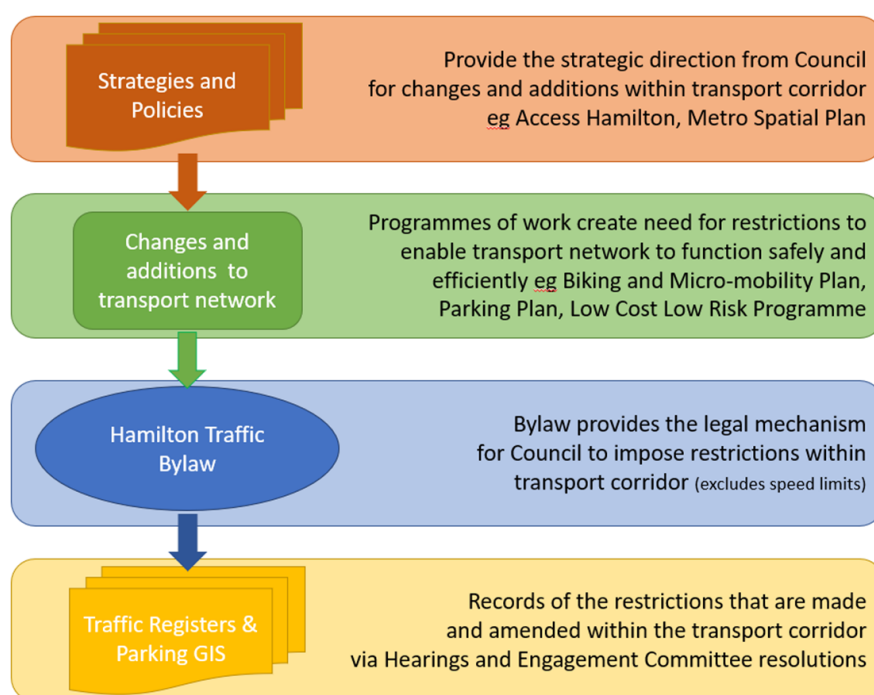 Strategies and
Policies
Provide the strategic direction from Council
for changes and additions within transport corridor
eg Access Hamilton, Metro Spatial Plan
Changes and
additions to
transport network
Programmes of work create need for restrictions to
enable transport network to function safely and
efficiently eg Biking and Micro-mobility Plan,
Parking Plan, Low Cost Low Risk Programme
Hamilton Traffic
Bylaw
Bylaw provides the legal mechanism
for Council to impose restrictions within
transport corridor (excludes speed limits)
Traffic Registers &
Parking GIS
Records of the restrictions that are made
and amended within the transport corridor
via Hearings and Engagement Committee resolutions